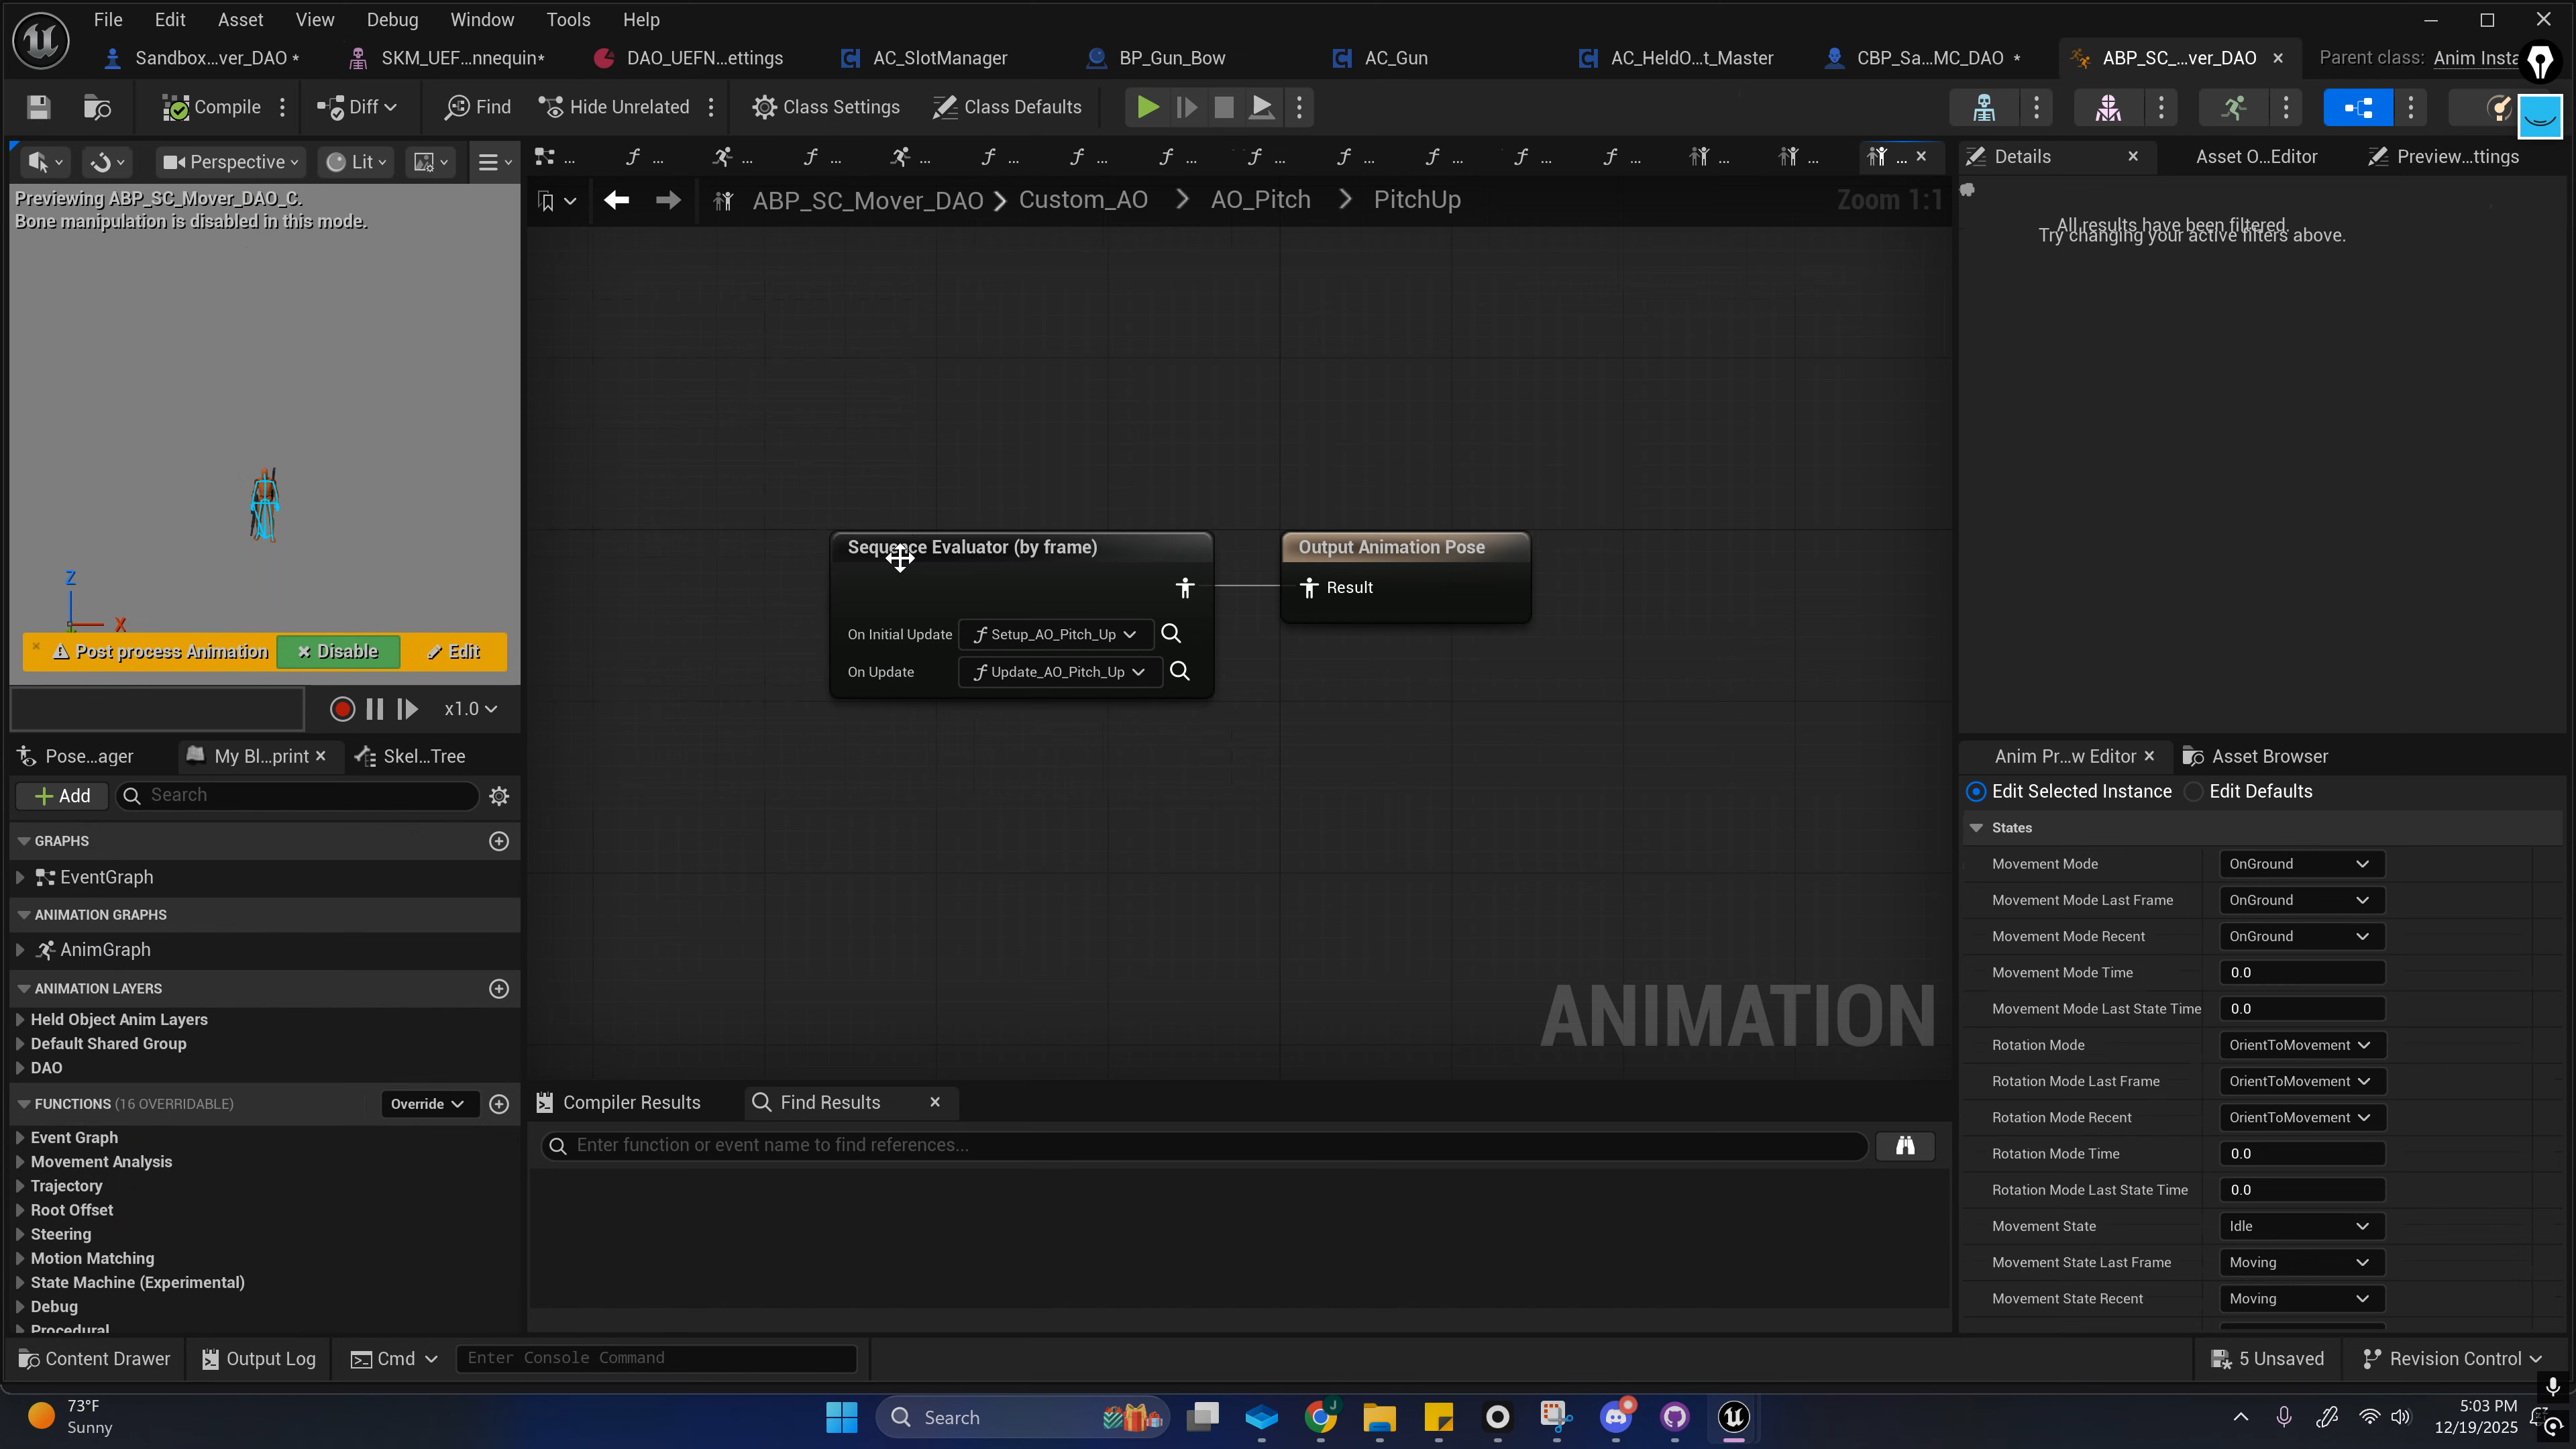 File Edit Asset View Debug Window Tools Help
Sandbox...ver_DAO * SKM_UEF...nnequin* DAO_UEFN...ettings AC_SlotManager BP_Gun_Bow AC_Gun AC_HeldO...t_Master CBP_Sa...MC_DAO * ABP_SC_...ver_DAO Parent class: Anim Insta
Compile Diff Find Hide Unrelated Class Settings Class Defaults
Perspective Lit
Details Asset O...Editor Preview...ttings
Previewing ABP_SC_Mover_DAO_C.
Bone manipulation is disabled in this mode.
ABP_SC_Mover_DAO Custom_AO AO_Pitch PitchUp
Zoom 1:1
All results have been filtered.
Try changing your active filters above.
Z
X
Post process Animation Disable Edit
x1.0
Sequence Evaluator (by frame)
On Initial Update Setup_AO_Pitch_Up
On Update Update_AO_Pitch_Up
Output Animation Pose
Result
ANIMATION
Pose...ager My Bl...print Skel...Tree
Add Search
GRAPHS
EventGraph
ANIMATION GRAPHS
AnimGraph
ANIMATION LAYERS
Held Object Anim Layers
Default Shared Group
DAO
FUNCTIONS (16 OVERRIDABLE) Override
Event Graph
Movement Analysis
Trajectory
Root Offset
Steering
Motion Matching
State Machine (Experimental)
Debug
Procedural
Compiler Results Find Results
Enter function or event name to find references...
Anim Pr...w Editor Asset Browser
Edit Selected Instance Edit Defaults
States
Movement Mode OnGround
Movement Mode Last Frame OnGround
Movement Mode Recent OnGround
Movement Mode Time 0.0
Movement Mode Last State Time 0.0
Rotation Mode OrientToMovement
Rotation Mode Last Frame OrientToMovement
Rotation Mode Recent OrientToMovement
Rotation Mode Time 0.0
Rotation Mode Last State Time 0.0
Movement State Idle
Movement State Last Frame Moving
Movement State Recent Moving
Content Drawer Output Log Cmd Enter Console Command 5 Unsaved Revision Control
73°F
Sunny
Search
5:03 PM
12/19/2025